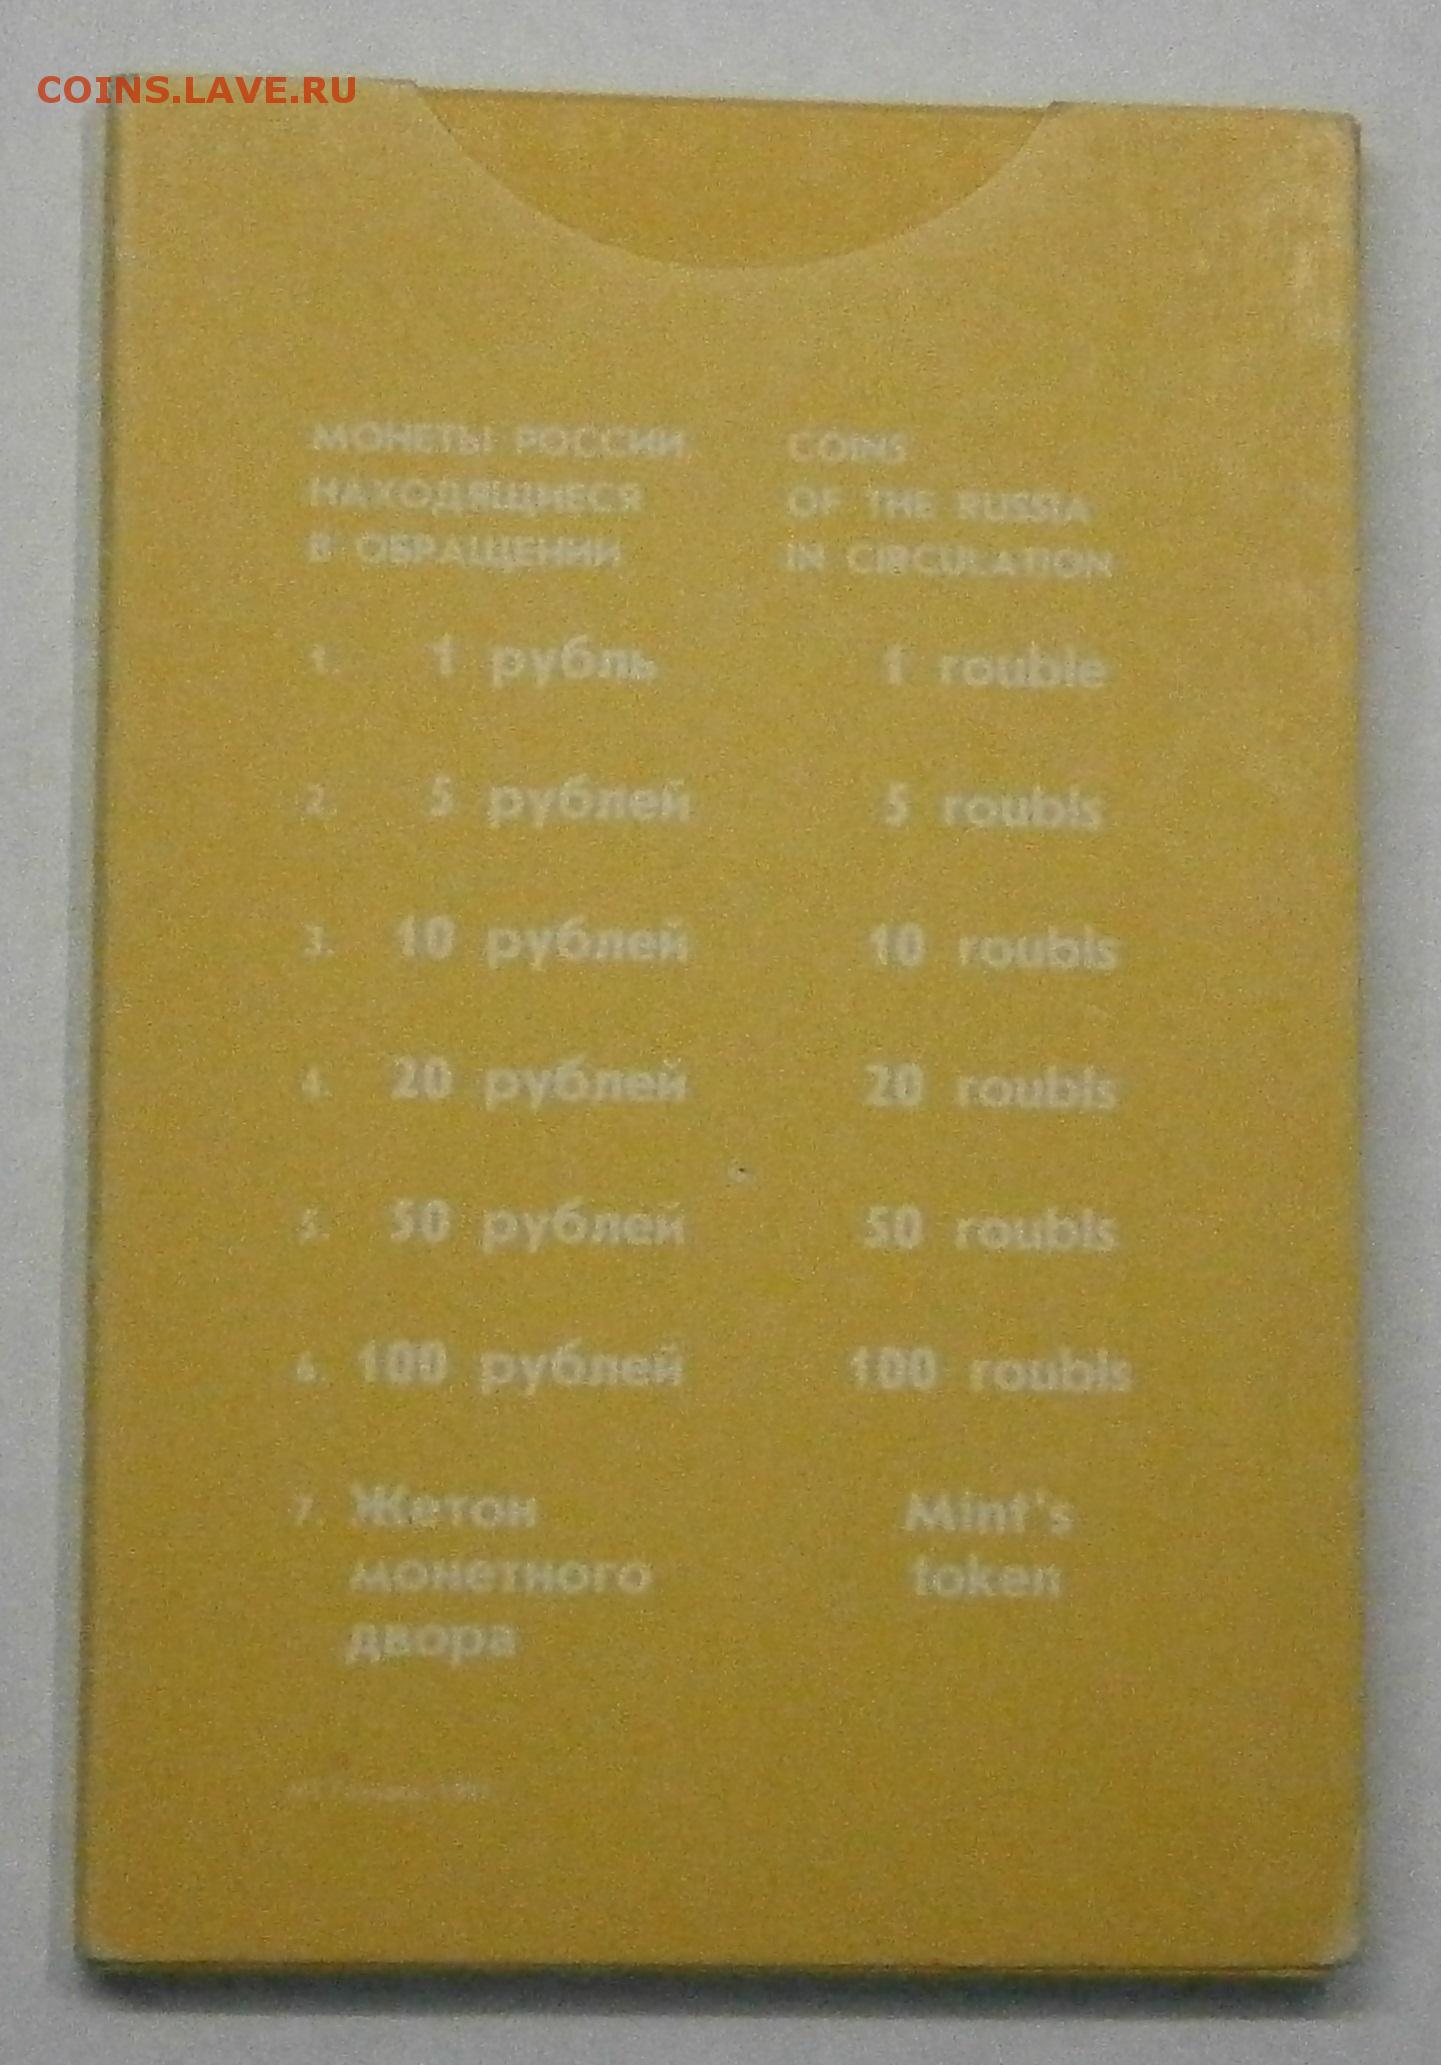 COINS.LAVE.RU
МОНЕТЫ РОССИИ
НАХОДЯЩИЕСЯ
В ОБРАЩЕНИИ
COINS
OF THE RUSSIA
IN CIRCULATION
1. 1 рубль 1 rouble
2. 5 рублей 5 roubls
3. 10 рублей 10 roubls
4. 20 рублей 20 roubls
5. 50 рублей 50 roubls
6. 100 рублей 100 roubls
7. Жетон
монетного
двора
Mint's
token